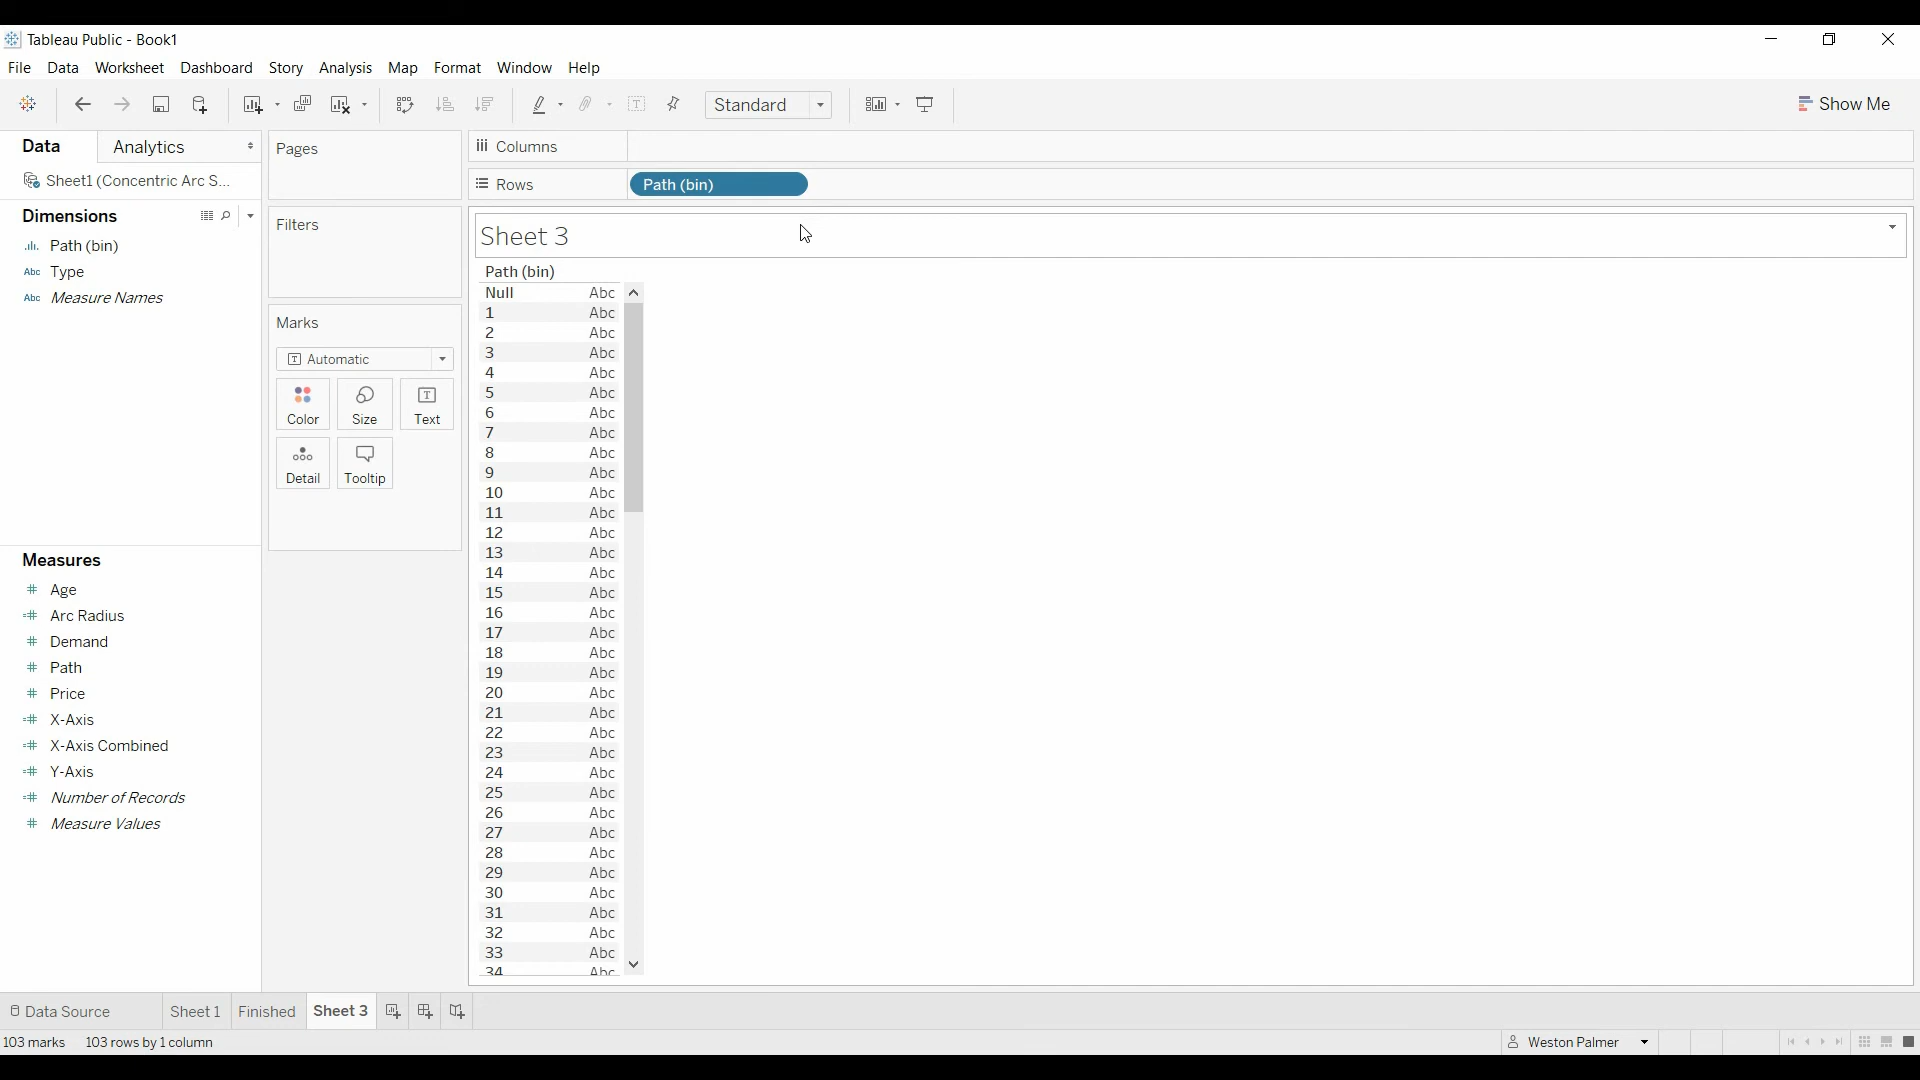 Tableau Public - Book1
File Data Worksheet Dashboard Story Analysis Map Format Window Help
Standard
Show Me
Data
Analytics
Sheet1 (Concentric Arc S...
Dimensions
Path (bin)
Abc Type
Abc Measure Names
Measures
Age
Arc Radius
Demand
Path
Price
X-Axis
X-Axis Combined
Y-Axis
Number of Records
Measure Values
Pages
Filters
Marks
Automatic
Color Size Text
Detail Tooltip
Columns
Rows Path (bin)
Sheet 3
Path (bin)
Null Abc
1 Abc
2 Abc
3 Abc
4 Abc
5 Abc
6 Abc
7 Abc
8 Abc
9 Abc
10 Abc
11 Abc
12 Abc
13 Abc
14 Abc
15 Abc
16 Abc
17 Abc
18 Abc
19 Abc
20 Abc
21 Abc
22 Abc
23 Abc
24 Abc
25 Abc
26 Abc
27 Abc
28 Abc
29 Abc
30 Abc
31 Abc
32 Abc
33 Abc
34 Abc
Data Source Sheet 1 Finished Sheet 3
103 marks 103 rows by 1 column
Weston Palmer